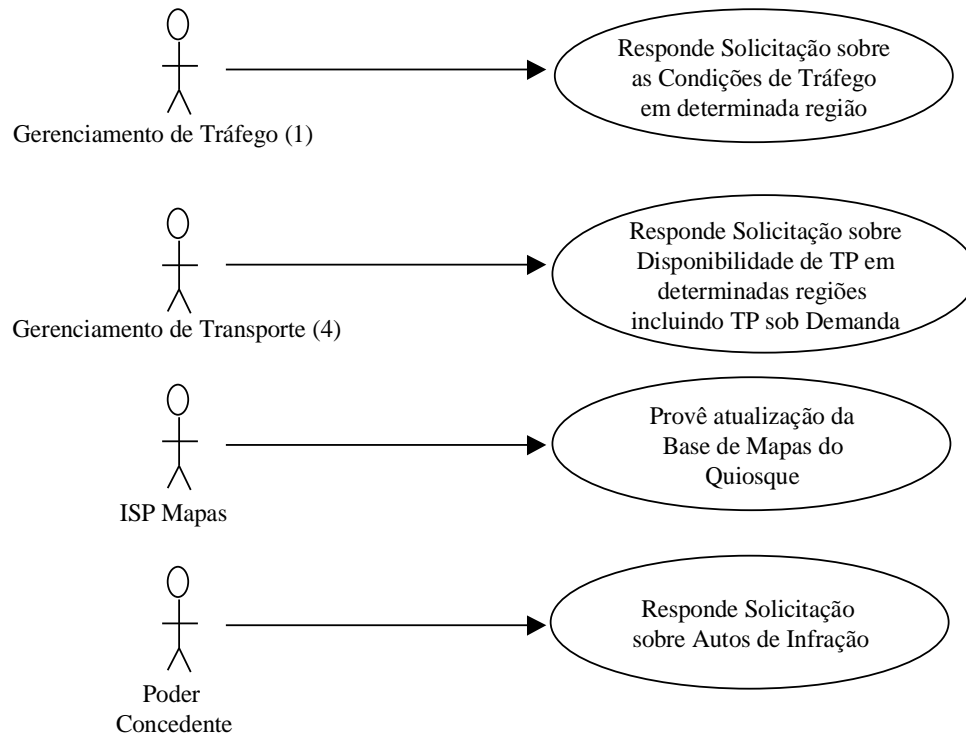 Responde Solicitação sobre
as Condições de Tráfego
em determinada região
Gerenciamento de Tráfego (1)
Responde Solicitação sobre
Disponibilidade de TP em
determinadas regiões
incluindo TP sob Demanda
Gerenciamento de Transporte (4)
Provê atualização da
Base de Mapas do
Quiosque
ISP Mapas
Responde Solicitação
sobre Autos de Infração
Poder
Concedente